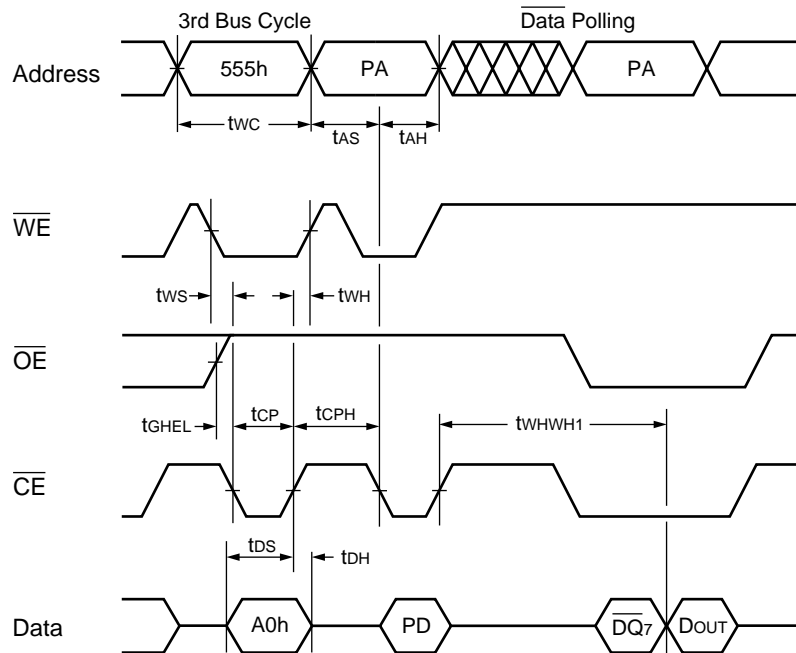 3rd Bus Cycle Data Polling
Address 555h PA PA
tWC tAS tAH
WE
tWS tWH
OE
tGHEL tCP tCPH tWHWH1
CE
tDS tDH
Data A0h PD DQ7 DOUT